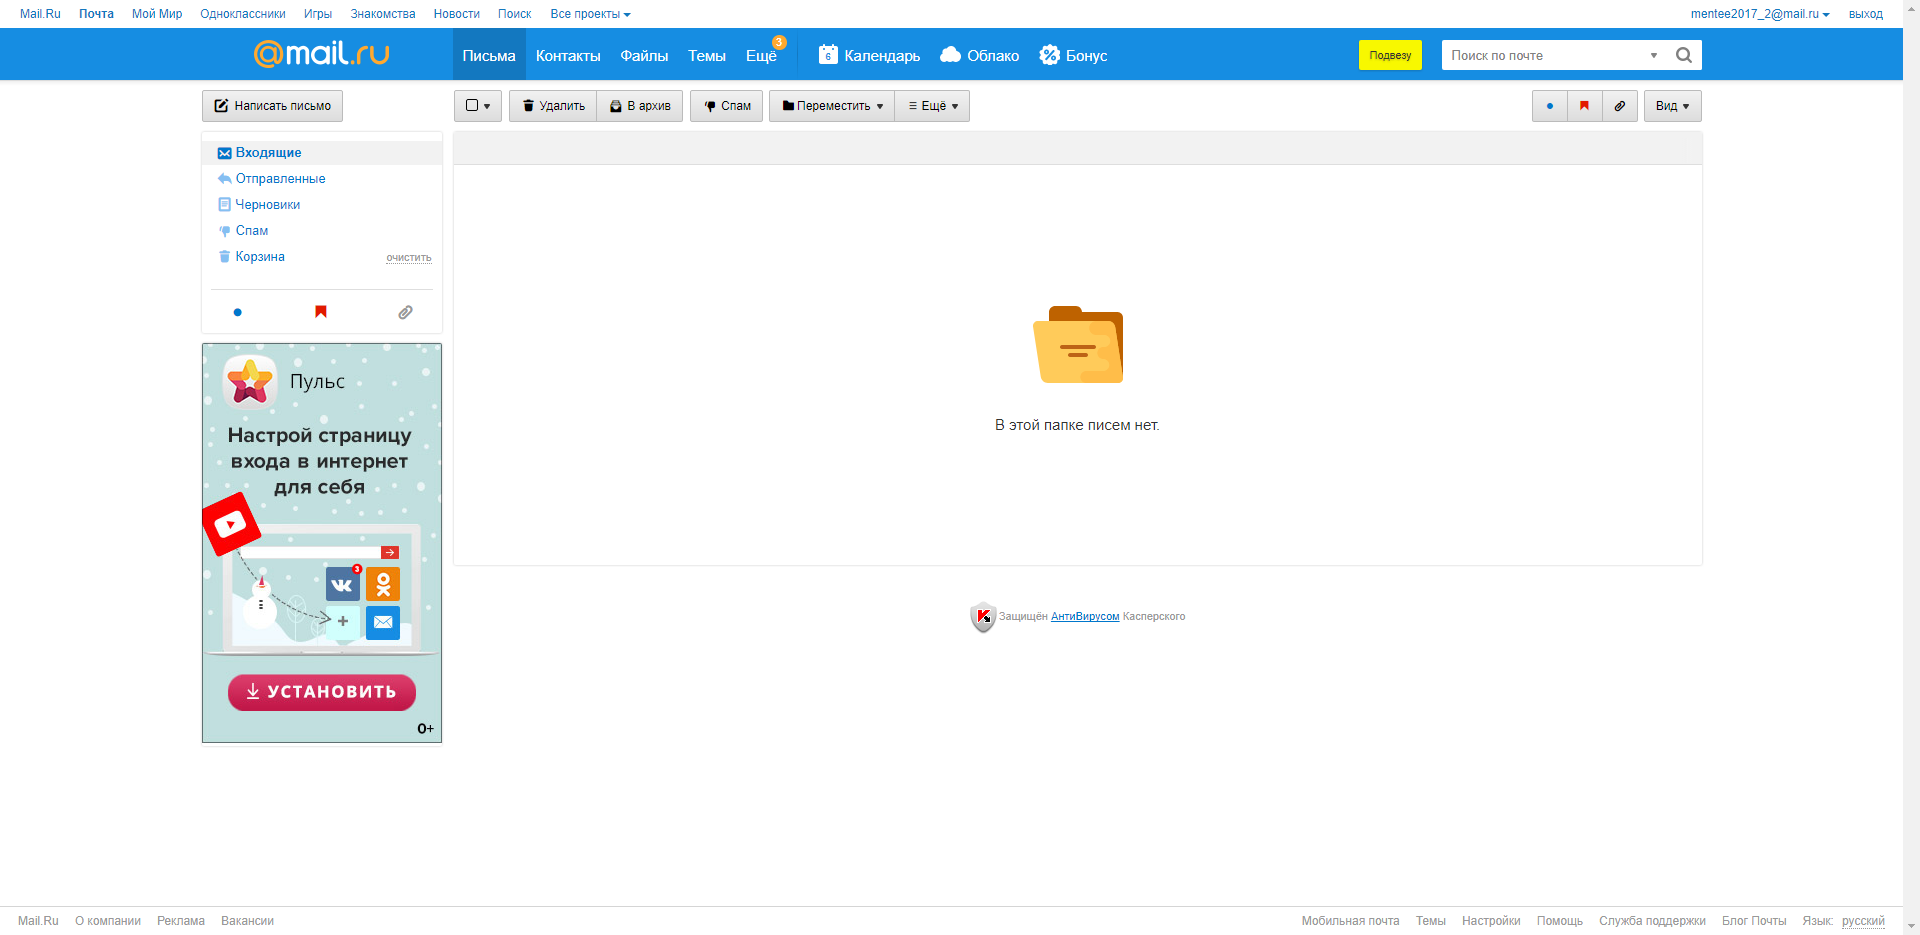 Mail.Ru Почта Мой Мир Одноклассники Игры Знакомства Новости Поиск Все проекты mentee2017_2@mail.ru выход
@mail.ru Письма Контакты Файлы Темы Ещё 3 6 Календарь Облако Бонус Подвезу Поиск по почте
Написать письмо Удалить В архив Спам Переместить Ещё Вид
Входящие
Отправленные
Черновики
Спам
Корзина очистить
Пульс
Настрой страницу
входа в интернет
для себя
3
УСТАНОВИТЬ
0+
В этой папке писем нет.
Защищён АнтиВирусом Касперского
Mail.Ru О компании Реклама Вакансии Мобильная почта Темы Настройки Помощь Служба поддержки Блог Почты Язык: русский